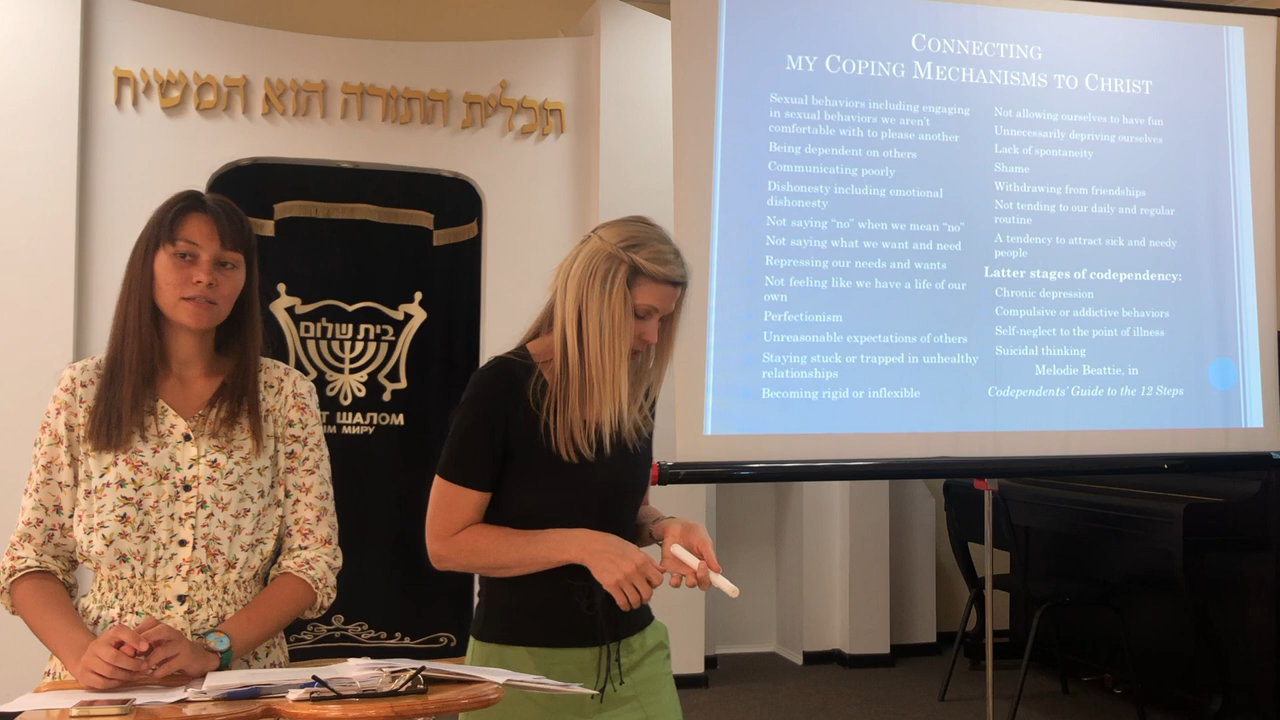 תכלית התורה הוא המשיח
בית שלום
Т ШАЛОМ
М МИРУ
CONNECTING
MY COPING MECHANISMS TO CHRIST
Sexual behaviors including engaging
in sexual behaviors we aren't
comfortable with to please another
Being dependent on others
Communicating poorly
Dishonesty including emotional
dishonesty
Not saying "no" when we mean "no"
Not saying what we want and need
Repressing our needs and wants
Not feeling like we have a life of our
own
Perfectionism
Unreasonable expectations of others
Staying stuck or trapped in unhealthy
relationships
Becoming rigid or inflexible
Not allowing ourselves to have fun
Unnecessarily depriving ourselves
Lack of spontaneity
Shame
Withdrawing from friendships
Not tending to our daily and regular
routine
A tendency to attract sick and needy
people
Latter stages of codependency:
Chronic depression
Compulsive or addictive behaviors
Self-neglect to the point of illness
Suicidal thinking
Melodie Beattie, in
Codependents' Guide to the 12 Steps